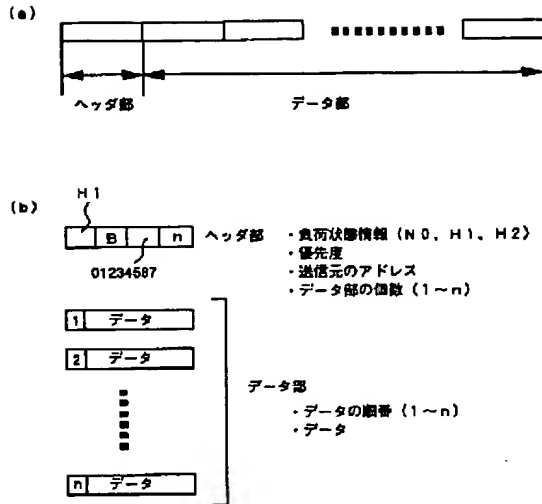 (a)
ヘッダ部 データ部
H1
(b)
B n ヘッダ部
01234567
・負荷状態情報(N0,H1,H2)
・優先度
・送信元のアドレス
・データ部の個数(1~n)
1 データ
2 データ
データ部
・データの順番(1~n)
・データ
n データ